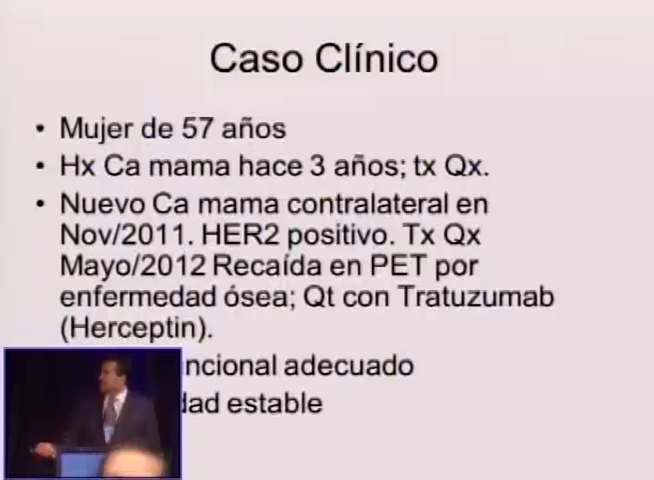 Caso Clínico
• Mujer de 57 años
• Hx Ca mama hace 3 años; tx Qx.
• Nuevo Ca mama contralateral en
Nov/2011. HER2 positivo. Tx Qx
Mayo/2012 Recaída en PET por
enfermedad ósea; Qt con Tratuzumab
(Herceptin).
adecuado
estable